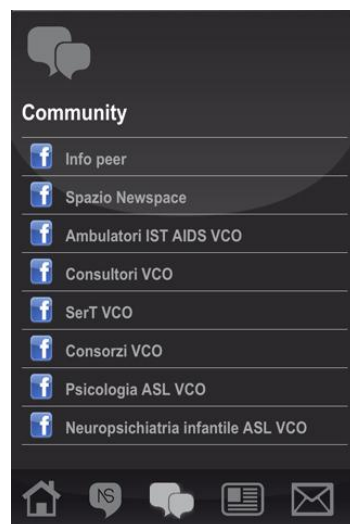 Community
Info peer
Spazio Newspace
Ambulatori IST AIDS VCO
Consultori VCO
SerT VCO
Consorzi VCO
Psicologia ASL VCO
Neuropsichiatria infantile ASL VCO
NS